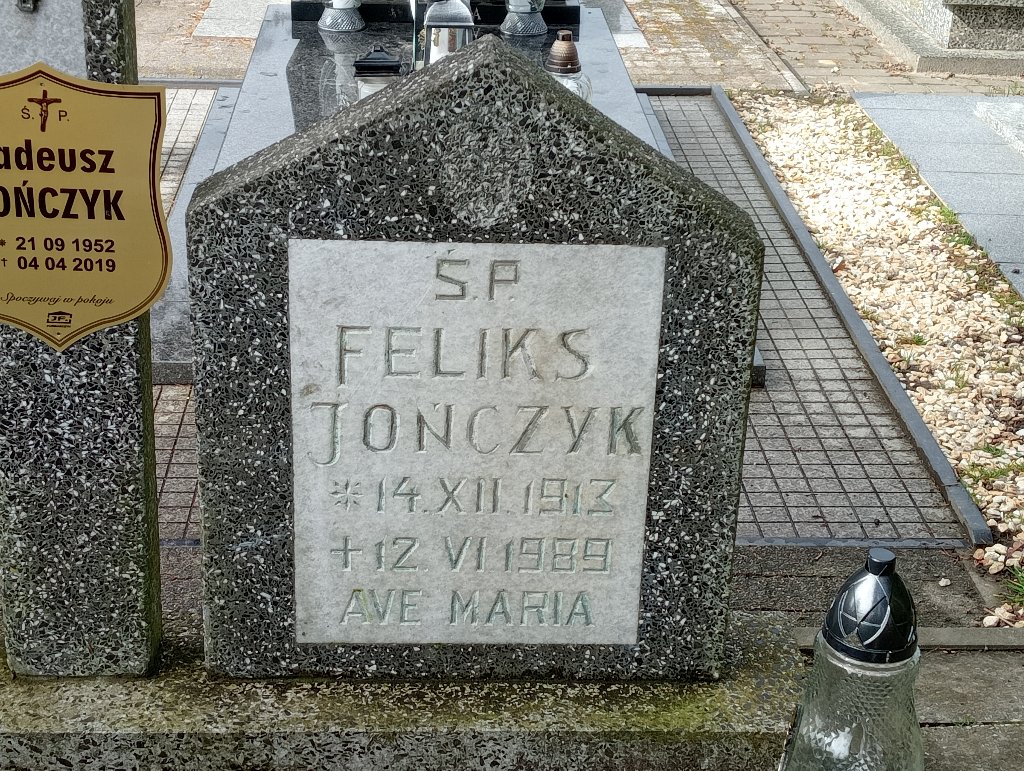 Ś. P.
adeusz
OŃCZYK
* 21 09 1952
† 04 04 2019
Spoczywaj w pokoju
Ś.P.
FELIKS
JOŃCZYK
* 14.XII.1913
+ 12.VI.1989
AVE MARIA